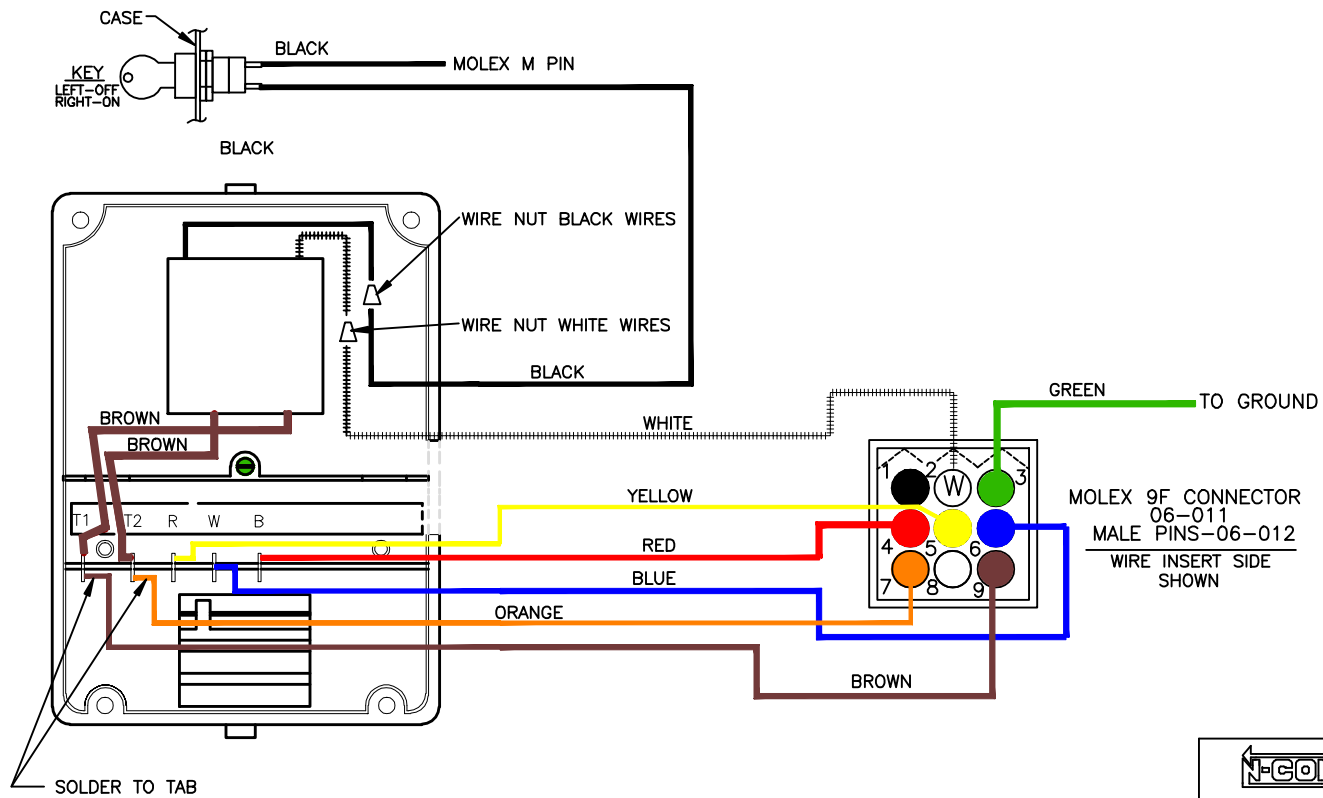 CASE
BLACK
MOLEX M PIN
KEY
LEFT-OFF
RIGHT-ON
BLACK
WIRE NUT BLACK WIRES
WIRE NUT WHITE WIRES
BLACK
GREEN
TO GROUND
BROWN
BROWN
WHITE
1 2 3
W
YELLOW
MOLEX 9F CONNECTOR
06-011
MALE PINS-06-012
WIRE INSERT SIDE
SHOWN
T1 T2 R W B
RED
4 5 6
BLUE
7 8 9
ORANGE
BROWN
SOLDER TO TAB